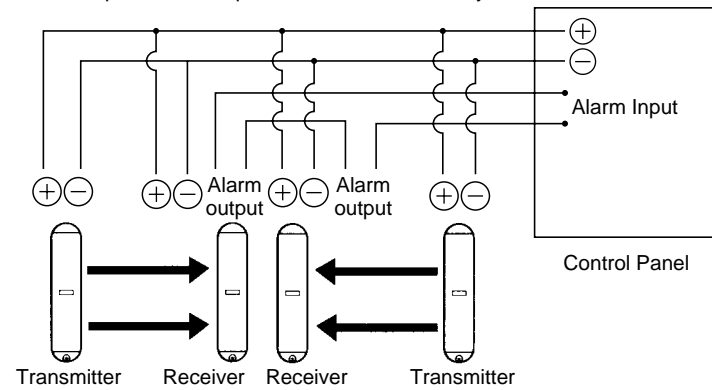 +
−
Alarm Input
+ − + − Alarm output + − Alarm output + −
Control Panel
Transmitter Receiver Receiver Transmitter